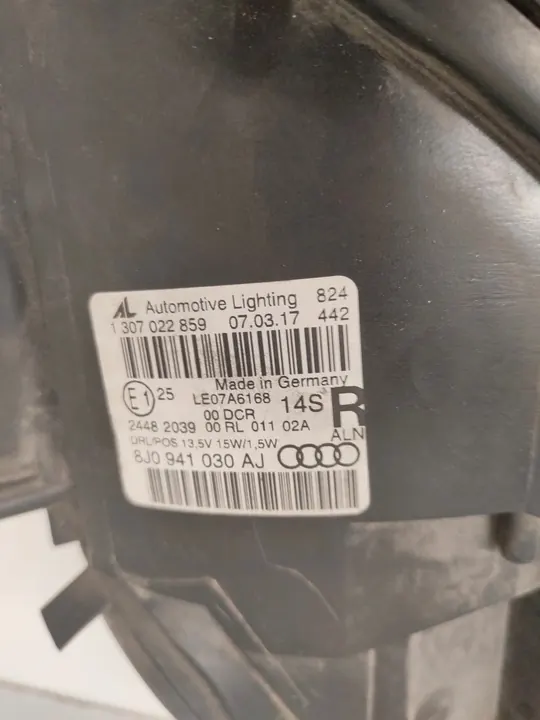 AL Automotive Lighting 824
1 307 022 859 07.03.17 442
Made in Germany
E1 25 LE07A6168 14S R
00 DCR
2448 2039 00 RL 011 02A ALN
DRL/POS 13,5V 15W/1,5W
8J0 941 030 AJ